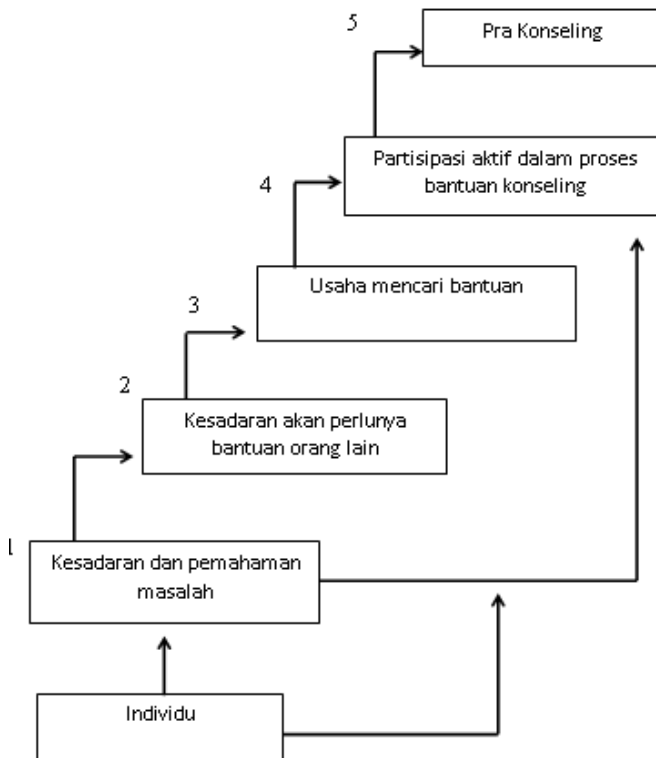 5
Pra Konseling
Partisipasi aktif dalam proses
bantuan konseling
4
Usaha mencari bantuan
3
2
Kesadaran akan perlunya
bantuan orang lain
1
Kesadaran dan pemahaman
masalah
Individu